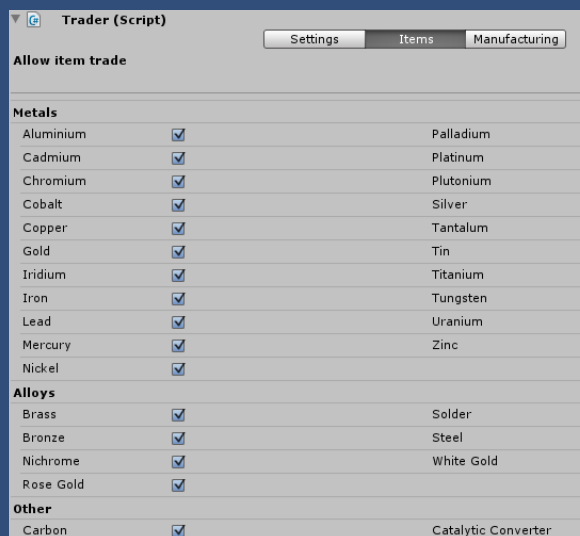 Trader (Script)
Settings Items Manufacturing
Allow item trade
Metals
Aluminium Palladium
Cadmium Platinum
Chromium Plutonium
Cobalt Silver
Copper Tantalum
Gold Tin
Iridium Titanium
Iron Tungsten
Lead Uranium
Mercury Zinc
Nickel
Alloys
Brass Solder
Bronze Steel
Nichrome White Gold
Rose Gold
Other
Carbon Catalytic Converter